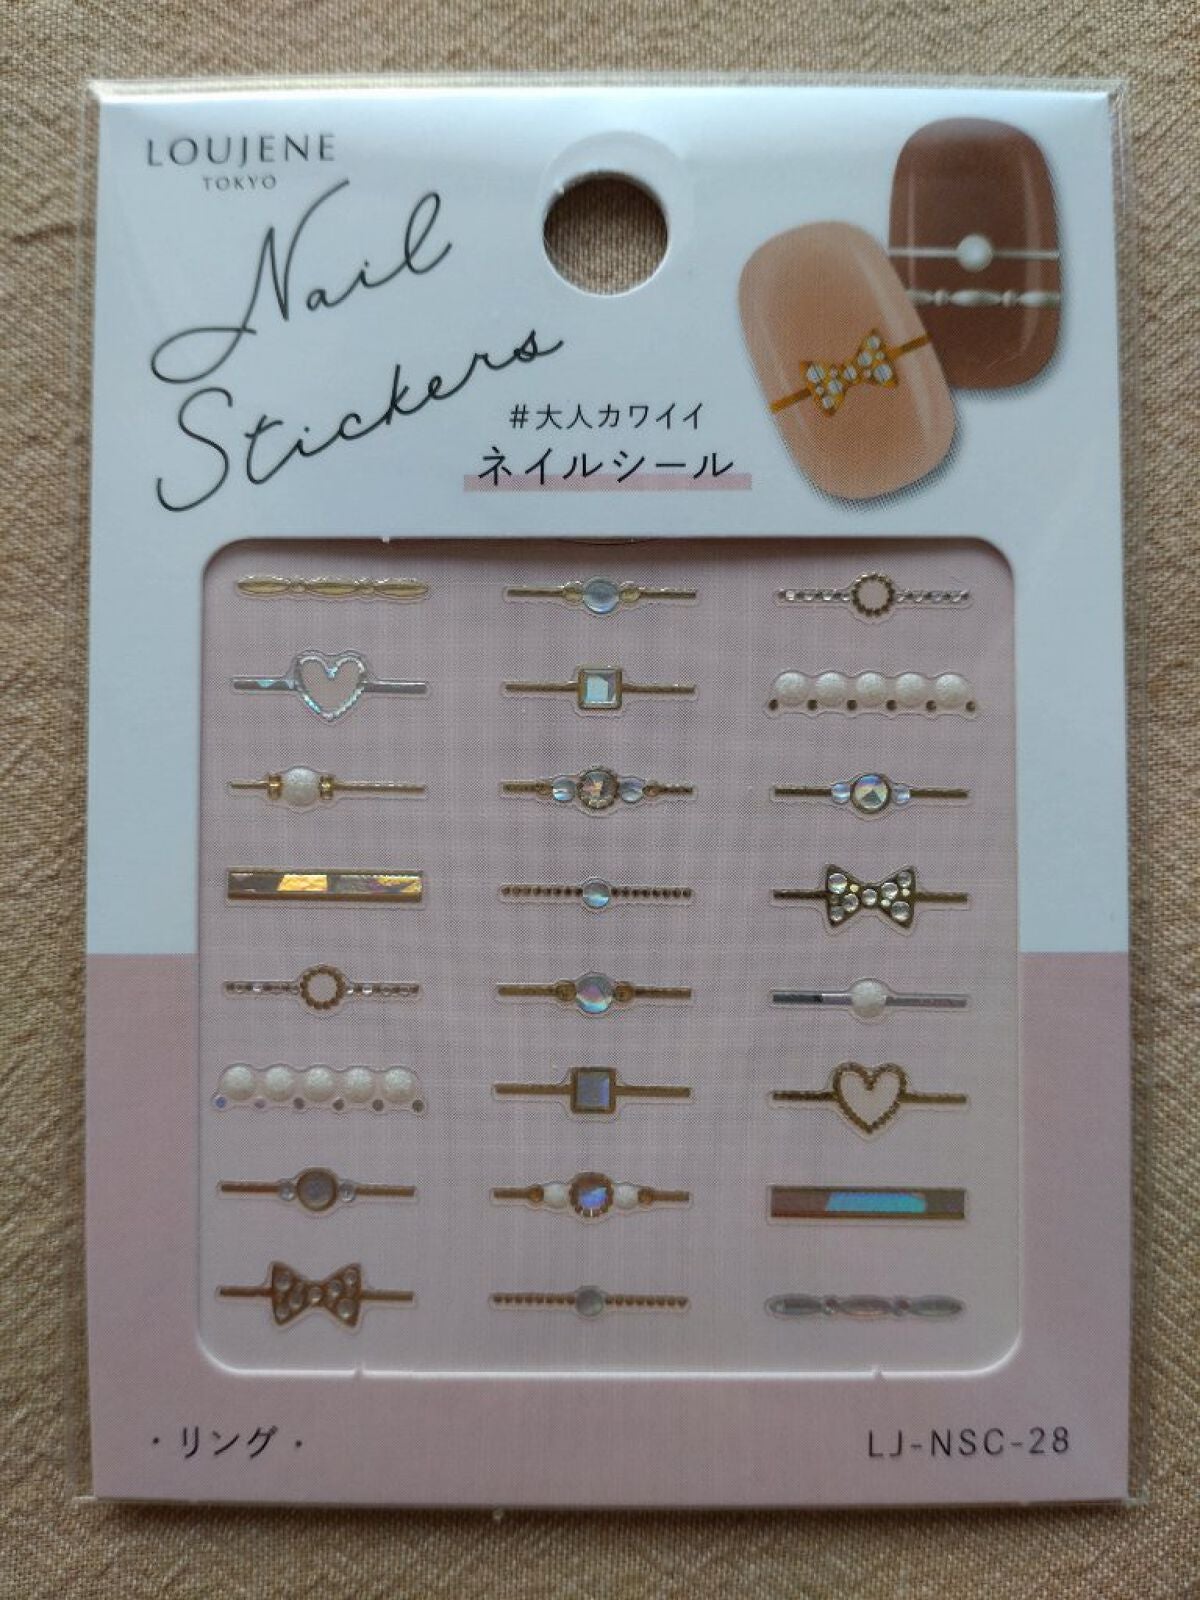 LOUJENE
TOKYO
Nail
Stickers
#大人カワイイ
ネイルシール
・リング・
LJ-NSC-28